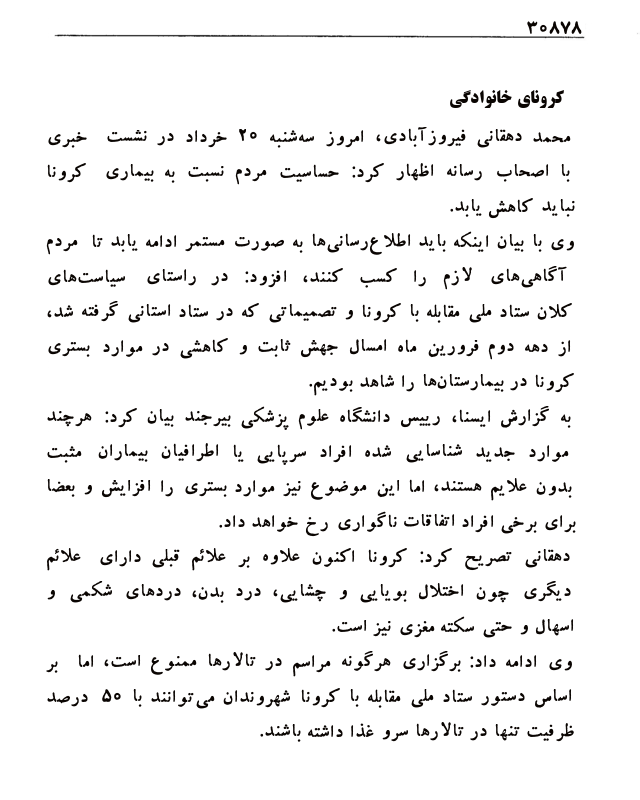 ۳۰۸۷۸
کرونای خانوادگی
محمد دهقانی فیروزآبادی، امروز سه‌شنبه ۲۰ خرداد در نشست خبری
با اصحاب رسانه اظهار کرد: حساسیت مردم نسبت به بیماری کرونا
نباید کاهش یابد.
وی با بیان اینکه باید اطلاع‌رسانی‌ها به صورت مستمر ادامه یابد تا مردم
آگاهی‌های لازم را کسب کنند، افزود: در راستای سیاست‌های
کلان ستاد ملی مقابله با کرونا و تصمیماتی که در ستاد استانی گرفته شد،
از دهه دوم فرورین ماه امسال جهش ثابت و کاهشی در موارد بستری
کرونا در بیمارستان‌ها را شاهد بودیم.
به گزارش ایسنا، رییس دانشگاه علوم پزشکی بیرجند بیان کرد: هرچند
موارد جدید شناسایی شده افراد سرپایی یا اطرافیان بیماران مثبت
بدون علایم هستند، اما این موضوع نیز موارد بستری را افزایش و بعضا
برای برخی افراد اتفاقات ناگواری رخ خواهد داد.
دهقانی تصریح کرد: کرونا اکنون علاوه بر علائم قبلی دارای علائم
دیگری چون اختلال بویایی و چشایی، درد بدن، دردهای شکمی و
اسهال و حتی سکته مغزی نیز است.
وی ادامه داد: برگزاری هرگونه مراسم در تالارها ممنوع است، اما بر
اساس دستور ستاد ملی مقابله با کرونا شهروندان می‌توانند با ۵۰ درصد
ظرفیت تنها در تالارها سرو غذا داشته باشند.